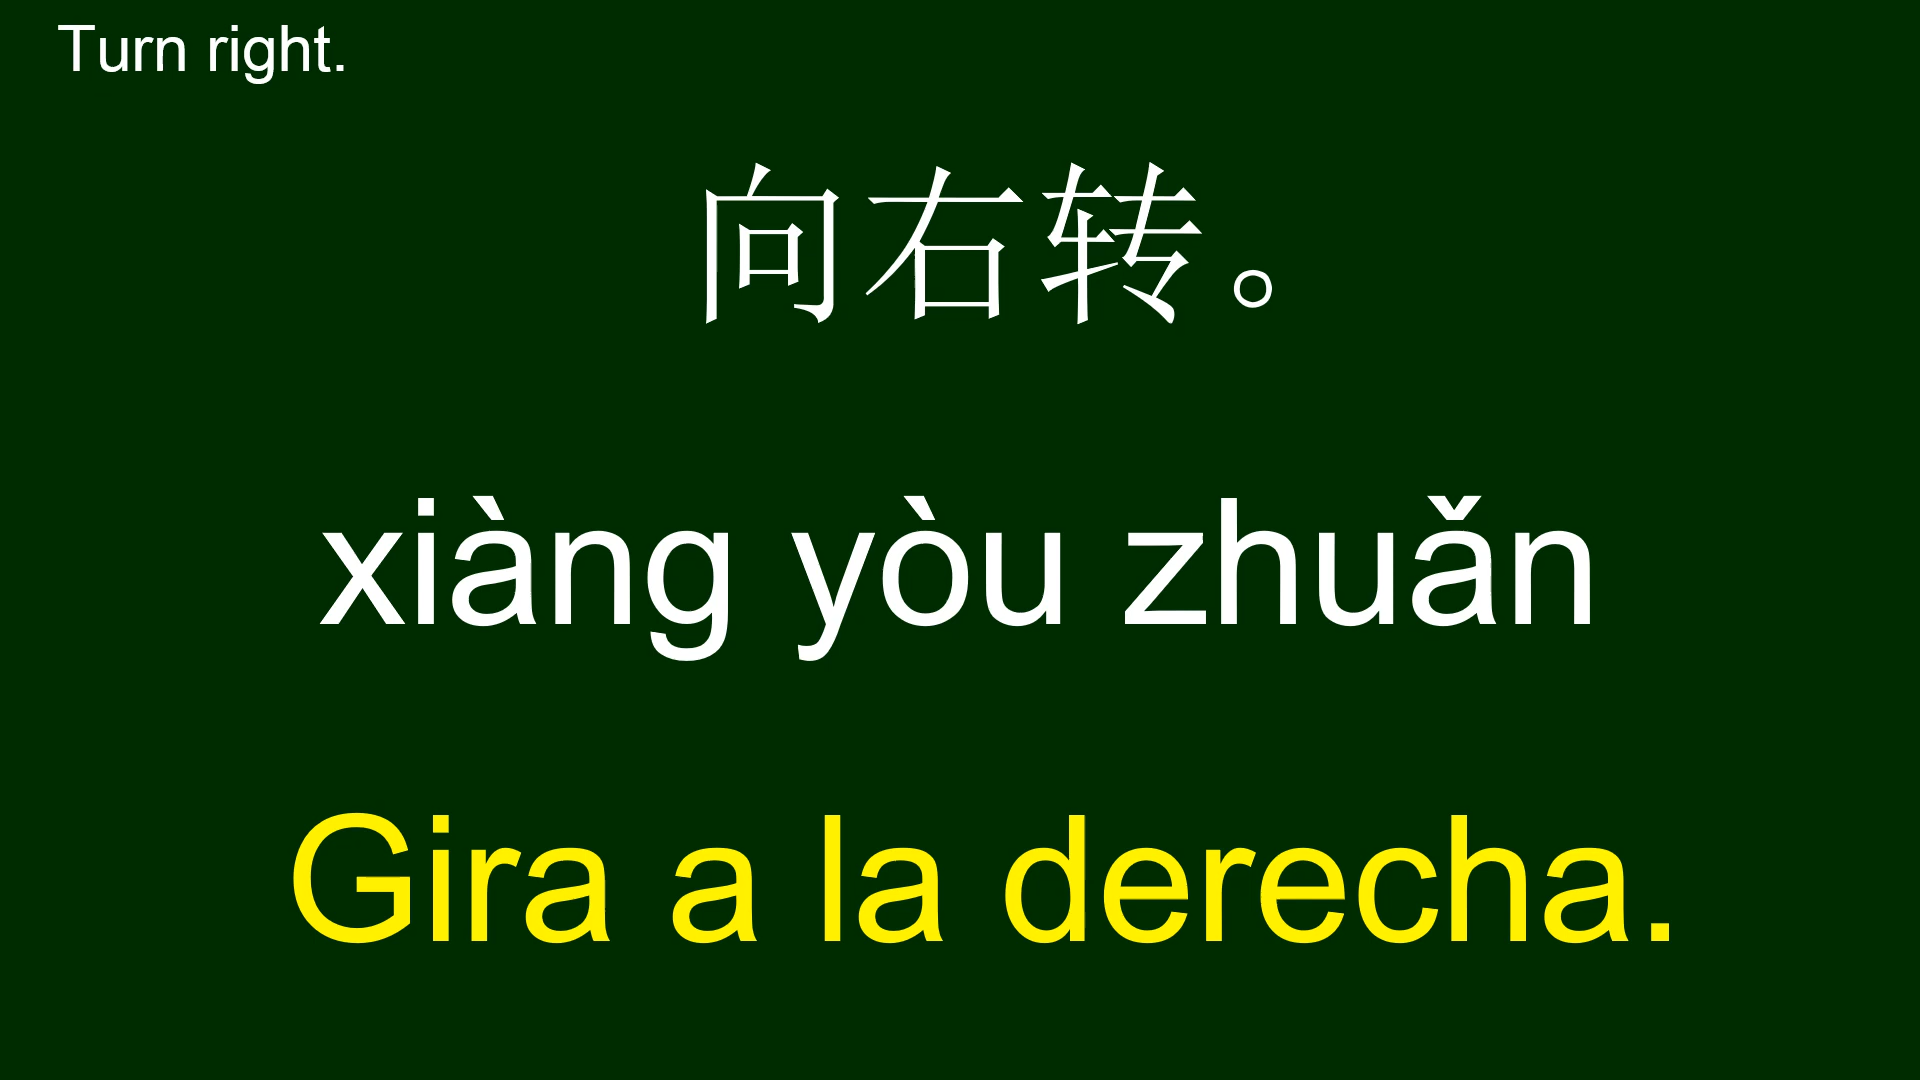 Turn right.
向右转。
xiàng yòu zhuǎn
Gira a la derecha.